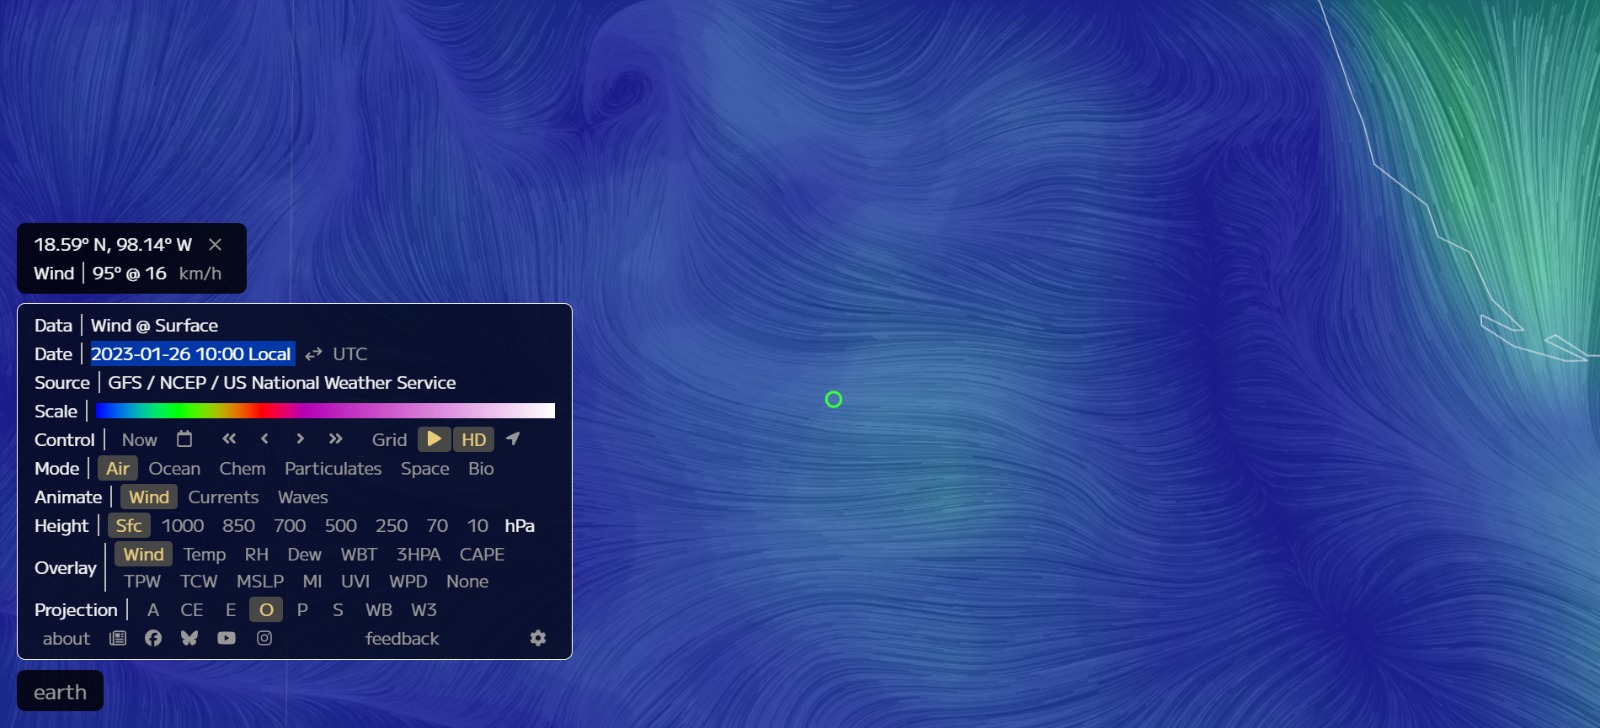 18.59° N, 98.14° W ×
Wind | 95° @ 16 km/h
Data | Wind @ Surface
Date | 2023-01-26 10:00 Local ⇄ UTC
Source | GFS / NCEP / US National Weather Service
Scale |
Control | Now « ‹ › » Grid HD
Mode | Air Ocean Chem Particulates Space Bio
Animate | Wind Currents Waves
Height | Sfc 1000 850 700 500 250 70 10 hPa
Overlay | Wind Temp RH Dew WBT 3HPA CAPE
TPW TCW MSLP MI UVI WPD None
Projection | A CE E O P S WB W3
about feedback
earth